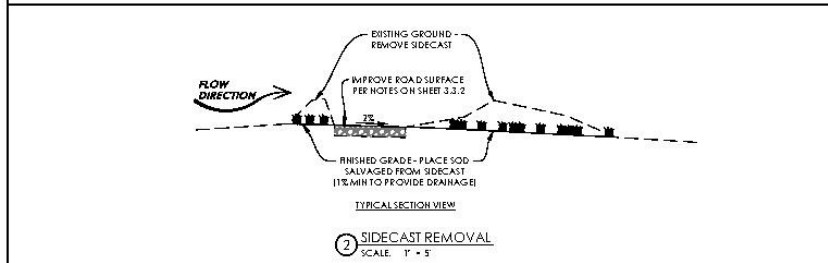 EXISTING GROUND -
REMOVE SIDECAST
FLOW
DIRECTION
IMPROVE ROAD SURFACE
PER NOTES ON SHEET 3.3.2
2%
FINISHED GRADE - PLACE SOD
SALVAGED FROM SIDECAST
(1% MIN TO PROVIDE DRAINAGE)
TYPICAL SECTION VIEW
2 SIDECAST REMOVAL
SCALE: 1" = 5'